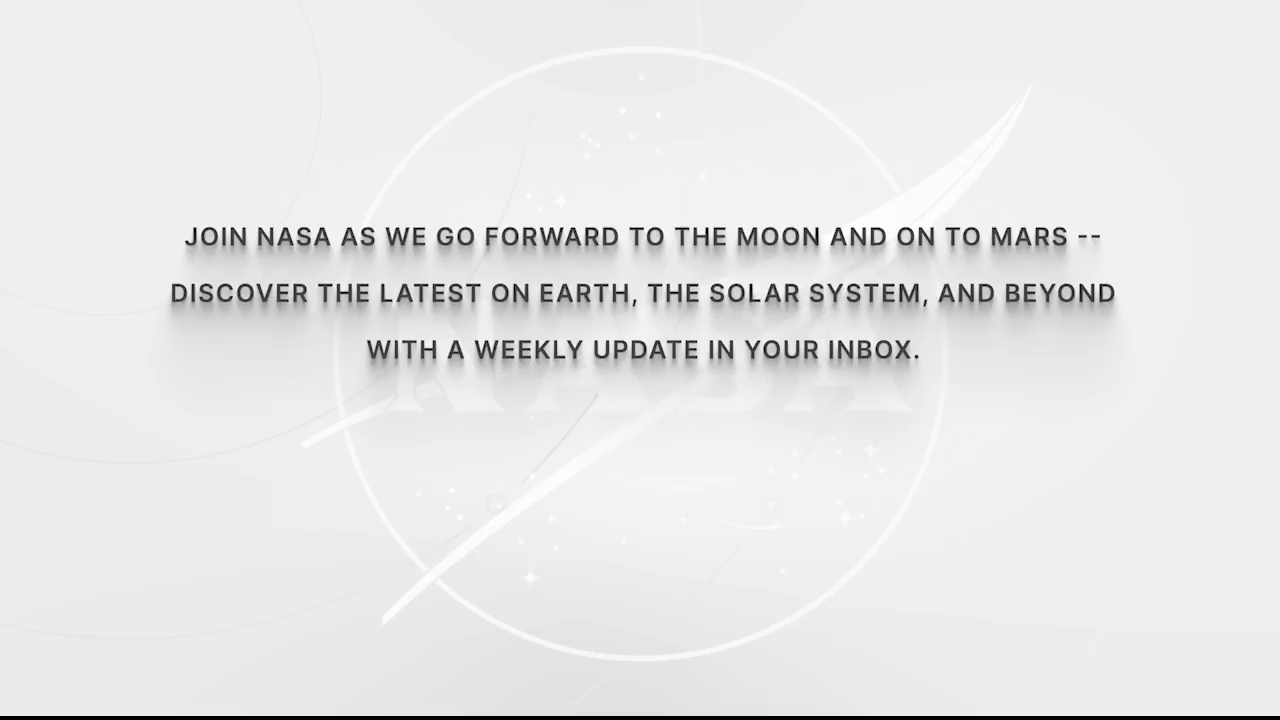 JOIN NASA AS WE GO FORWARD TO THE MOON AND ON TO MARS --
DISCOVER THE LATEST ON EARTH, THE SOLAR SYSTEM, AND BEYOND
WITH A WEEKLY UPDATE IN YOUR INBOX.
NASA